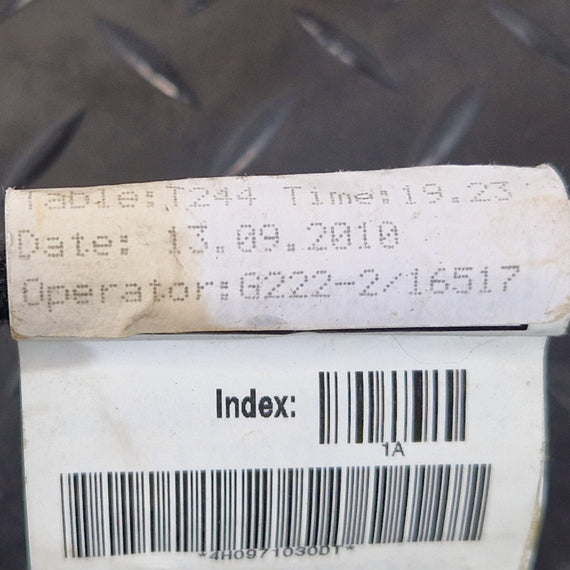 Table:T244 Time:19.23
Date: 13.09.2010
Operator:G222-2/16517
Index:
1A
*4H0971030DT*